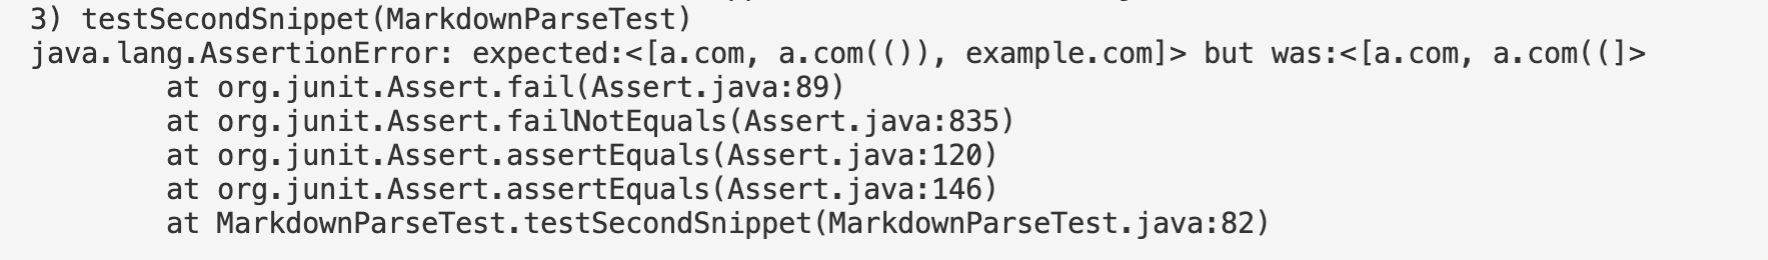 3) testSecondSnippet(MarkdownParseTest)
java.lang.AssertionError: expected:<[a.com, a.com(()), example.com]> but was:<[a.com, a.com((]>
at org.junit.Assert.fail(Assert.java:89)
at org.junit.Assert.failNotEquals(Assert.java:835)
at org.junit.Assert.assertEquals(Assert.java:120)
at org.junit.Assert.assertEquals(Assert.java:146)
at MarkdownParseTest.testSecondSnippet(MarkdownParseTest.java:82)